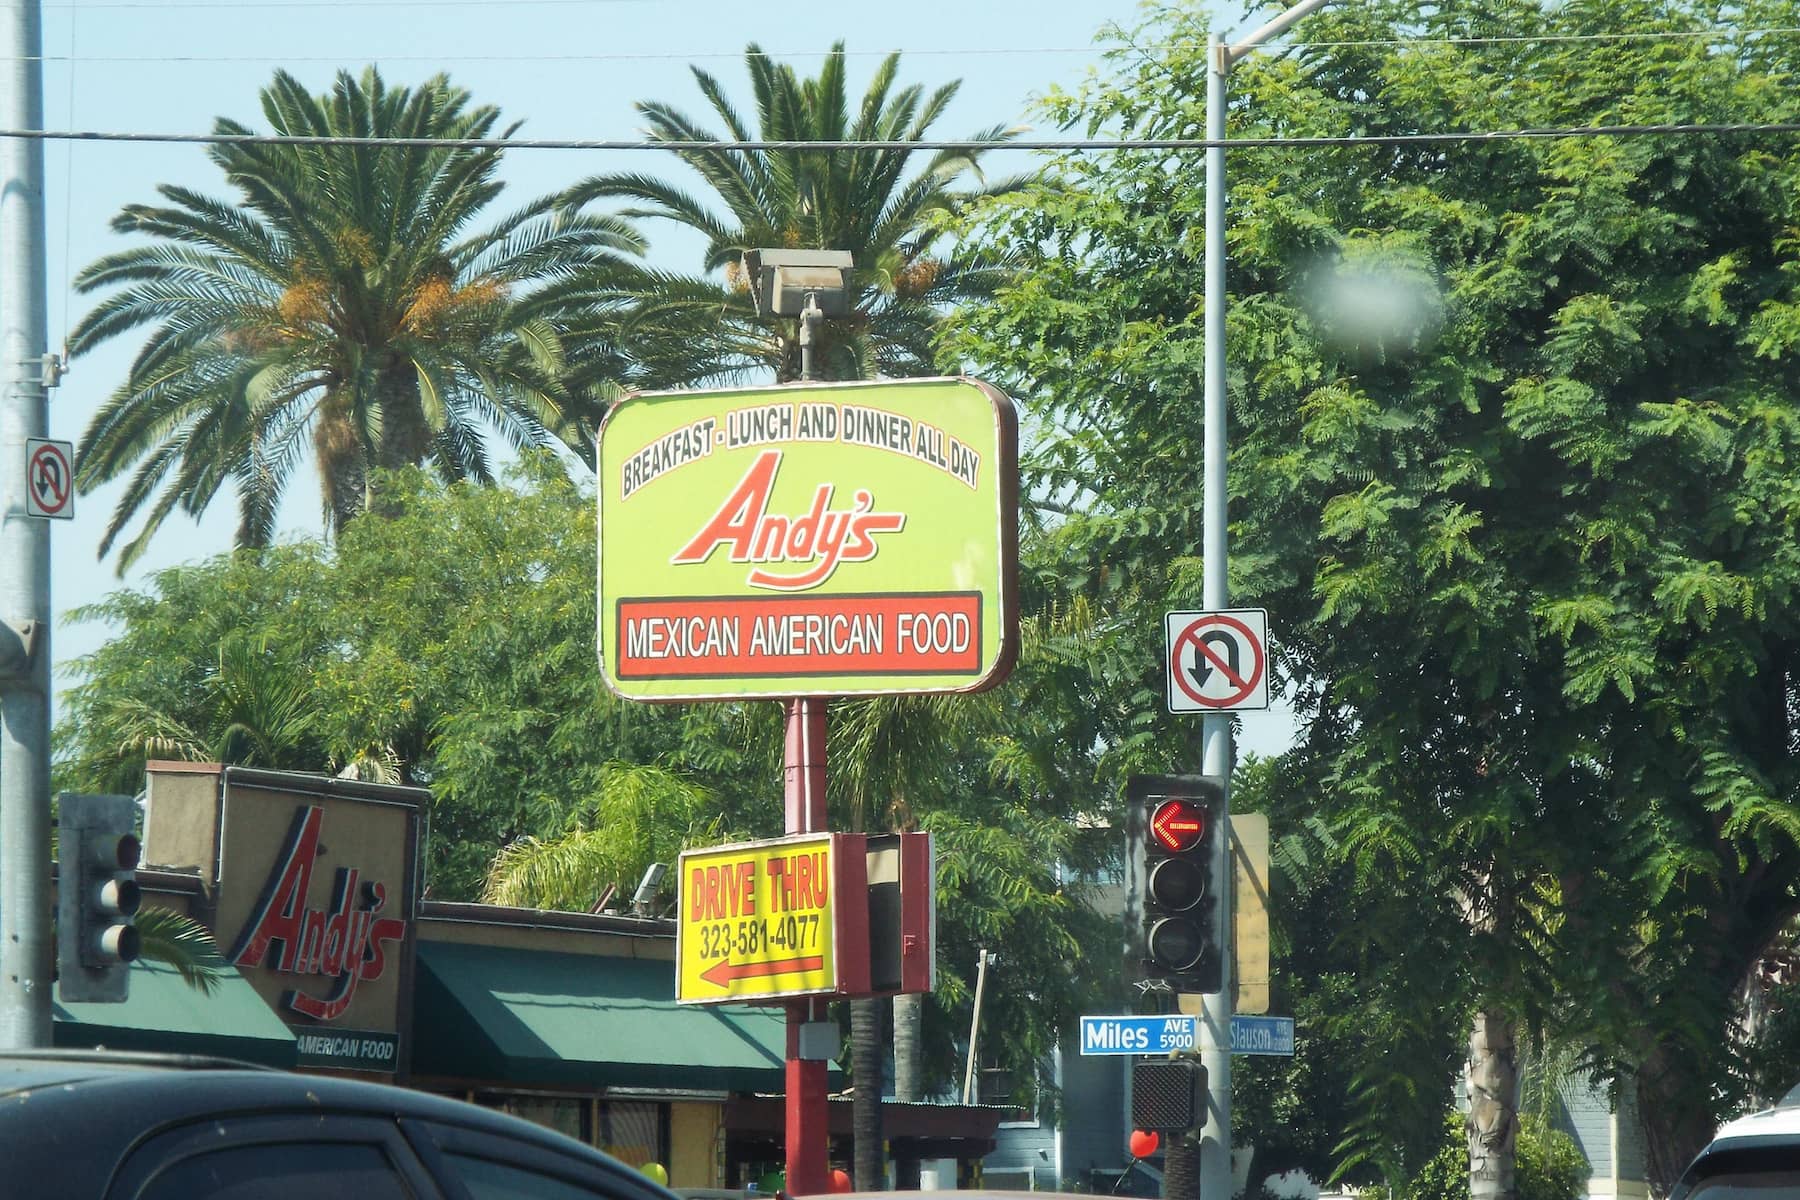 BREAKFAST - LUNCH AND DINNER ALL DAY
Andy's
MEXICAN AMERICAN FOOD
DRIVE THRU
323-581-4077
Andy's
AMERICAN FOOD
Miles AVE 5900
Slauson AVE